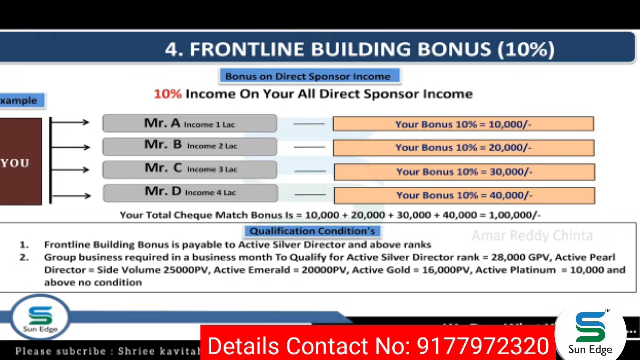 4. FRONTLINE BUILDING BONUS (10%)
Bonus on Direct Sponsor Income
10% Income On Your All Direct Sponsor Income
xample
YOU
Mr. A Income 1 Lac
Your Bonus 10% = 10,000/-
Mr. B Income 2 Lac
Your Bonus 10% = 20,000/-
Mr. C Income 3 Lac
Your Bonus 10% = 30,000/-
Mr. D Income 4 Lac
Your Bonus 10% = 40,000/-
Your Total Cheque Match Bonus Is = 10,000 + 20,000 + 30,000 + 40,000 = 1,00,000/-
Qualification Condition's
Amar Reddy Chinta
1. Frontline Building Bonus is payable to Active Silver Director and above ranks
2. Group business required in a business month To Qualify for Active Silver Director rank = 28,000 GPV, Active Pearl
Director = Side Volume 25000PV, Active Emerald = 20000PV, Active Gold = 16,000PV, Active Platinum = 10,000 and
above no condition
Sun Edge
Please subcribe : Shriee kavitah
Details Contact No: 9177972320
TM
Sun Edge